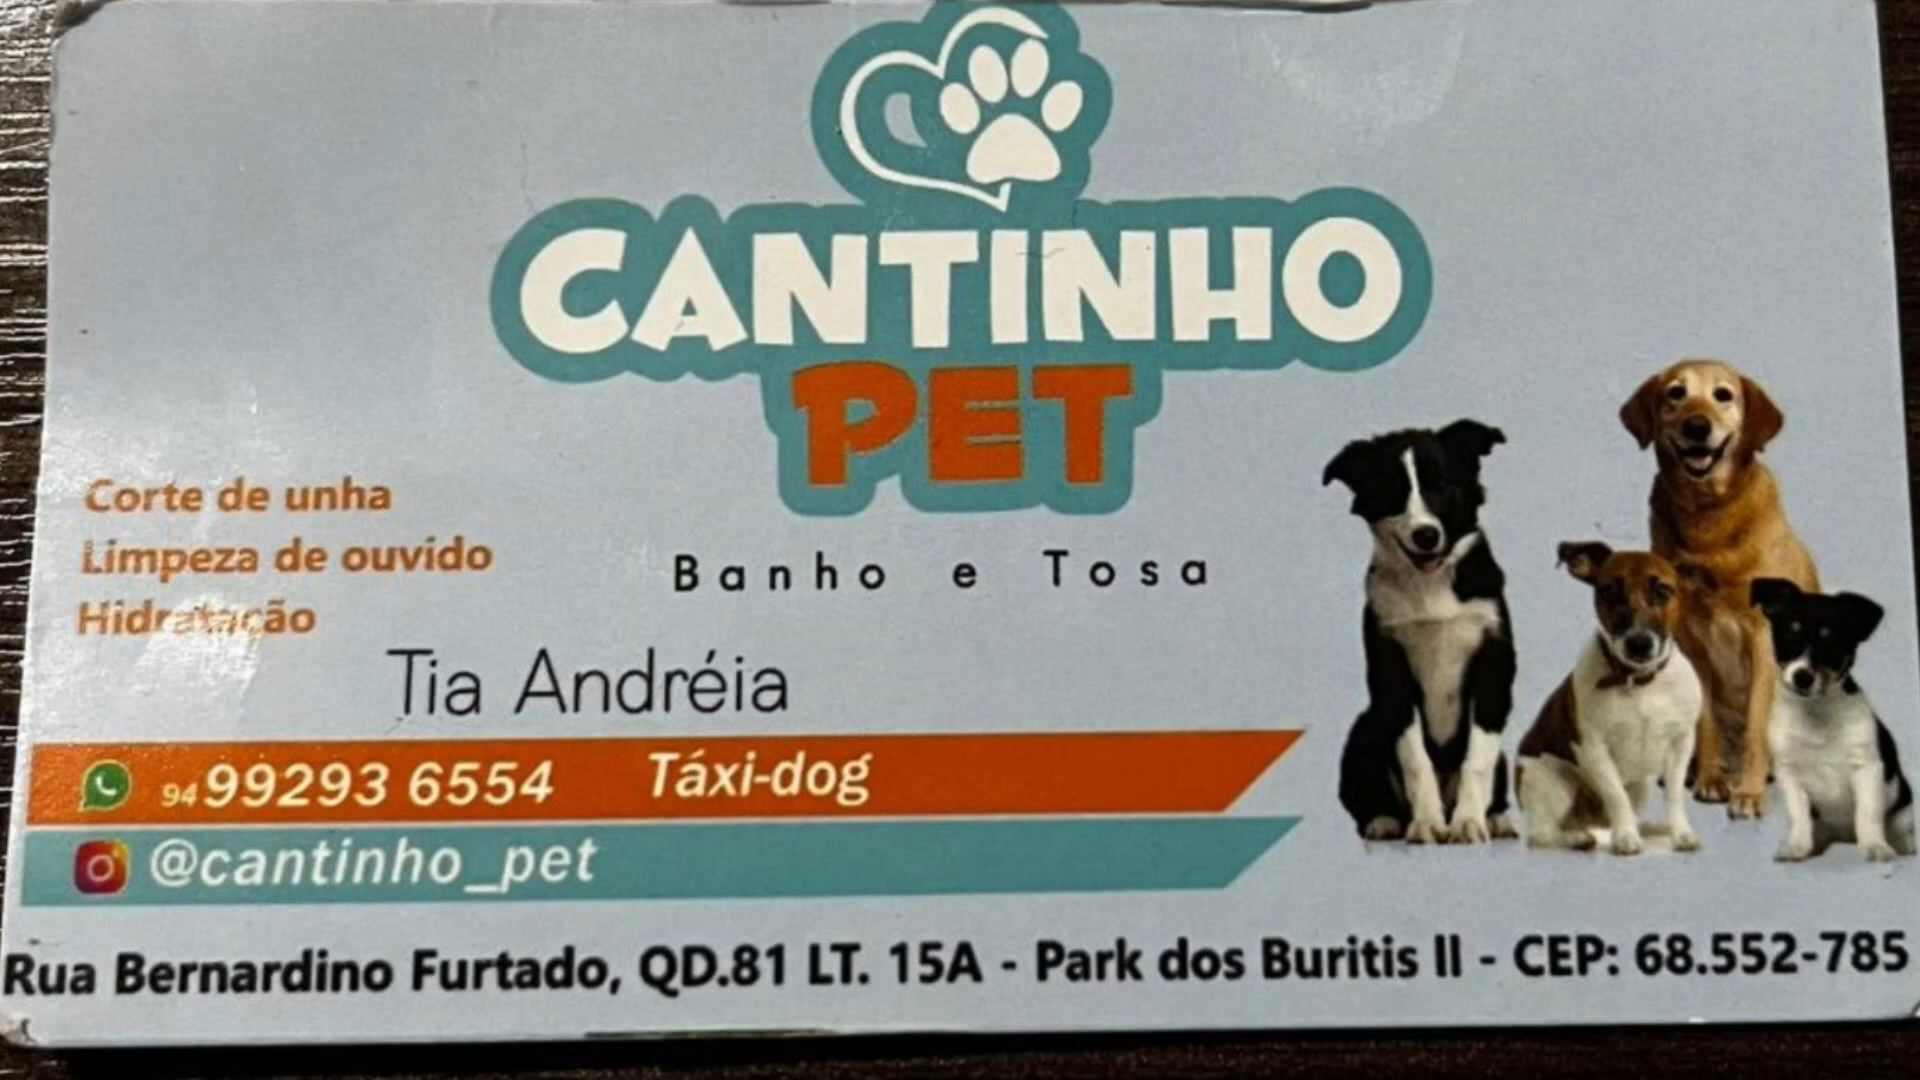 CANTINHO
PET
Banho e Tosa
Corte de unha
Limpeza de ouvido
Hidratação
Tia Andréia
94 99293 6554 Táxi-dog
@cantinho_pet
Rua Bernardino Furtado, QD.81 LT. 15A - Park dos Buritis II - CEP: 68.552-785